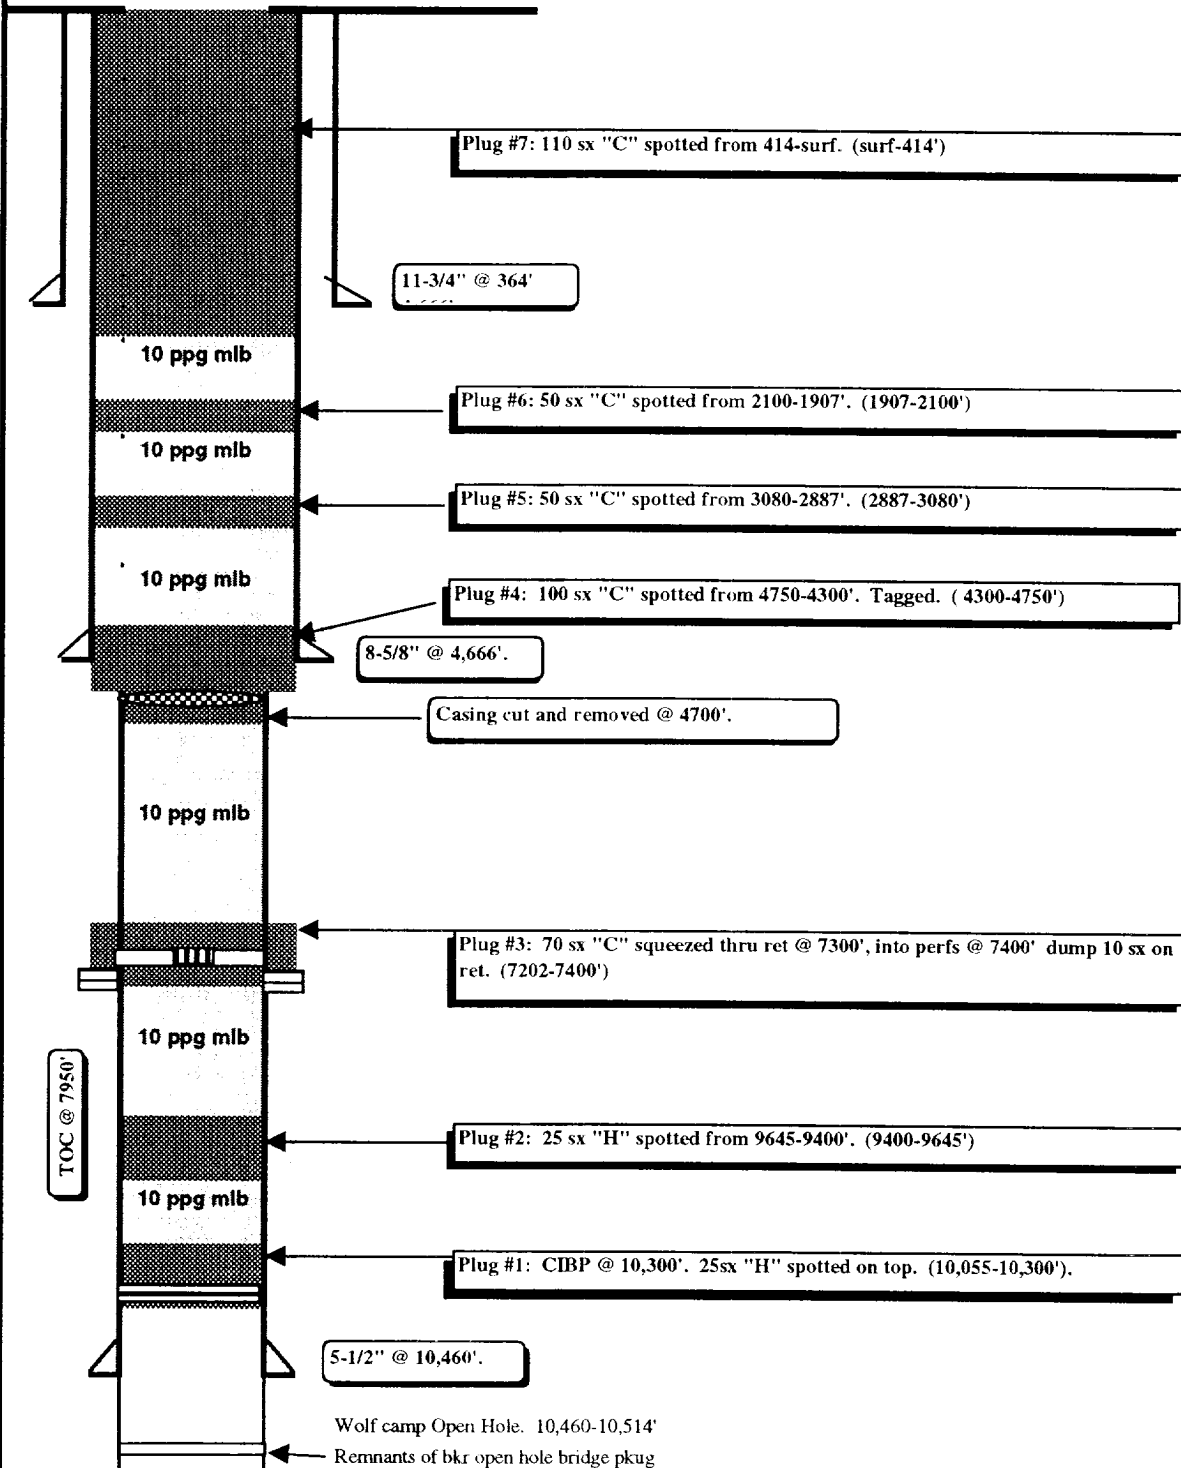 Plug #7: 110 sx "C" spotted from 414-surf. (surf-414')
11-3/4" @ 364'
10 ppg mlb
Plug #6: 50 sx "C" spotted from 2100-1907'. (1907-2100')
10 ppg mlb
Plug #5: 50 sx "C" spotted from 3080-2887'. (2887-3080')
10 ppg mlb
Plug #4: 100 sx "C" spotted from 4750-4300'. Tagged. ( 4300-4750')
8-5/8" @ 4,666'.
Casing cut and removed @ 4700'.
10 ppg mlb
Plug #3: 70 sx "C" squeezed thru ret @ 7300', into perfs @ 7400' dump 10 sx on
ret. (7202-7400')
10 ppg mlb
TOC @ 7950'
Plug #2: 25 sx "H" spotted from 9645-9400'. (9400-9645')
10 ppg mlb
Plug #1: CIBP @ 10,300'. 25sx "H" spotted on top. (10,055-10,300').
5-1/2" @ 10,460'.
Wolf camp Open Hole. 10,460-10,514'
Remnants of bkr open hole bridge pkug